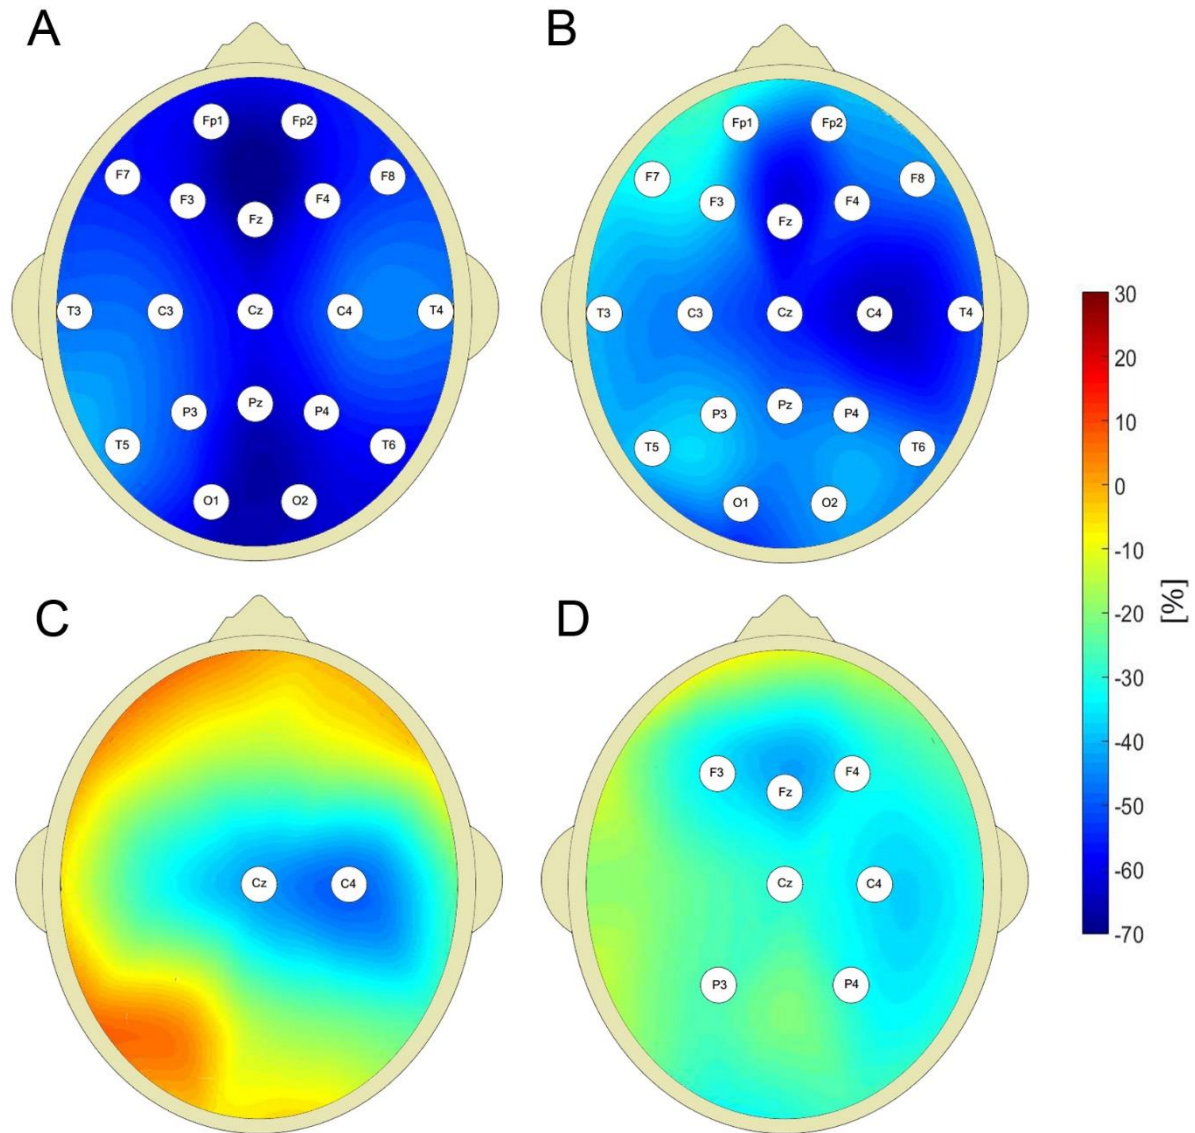 A
B
Fp1 Fp2
Fp1 Fp2
F7 F8
F7 F8
F3 F4
F3 F4
Fz
Fz
T3 C3 Cz C4 T4
T3 C3 Cz C4 T4
P3 Pz P4
P3 Pz P4
T5 T6
T5 T6
O1 O2
O1 O2
C
D
Cz C4
F3 F4
Fz
Cz C4
P3 P4
30
20
10
0
-10
-20
-30
-40
-50
-60
-70
[%]